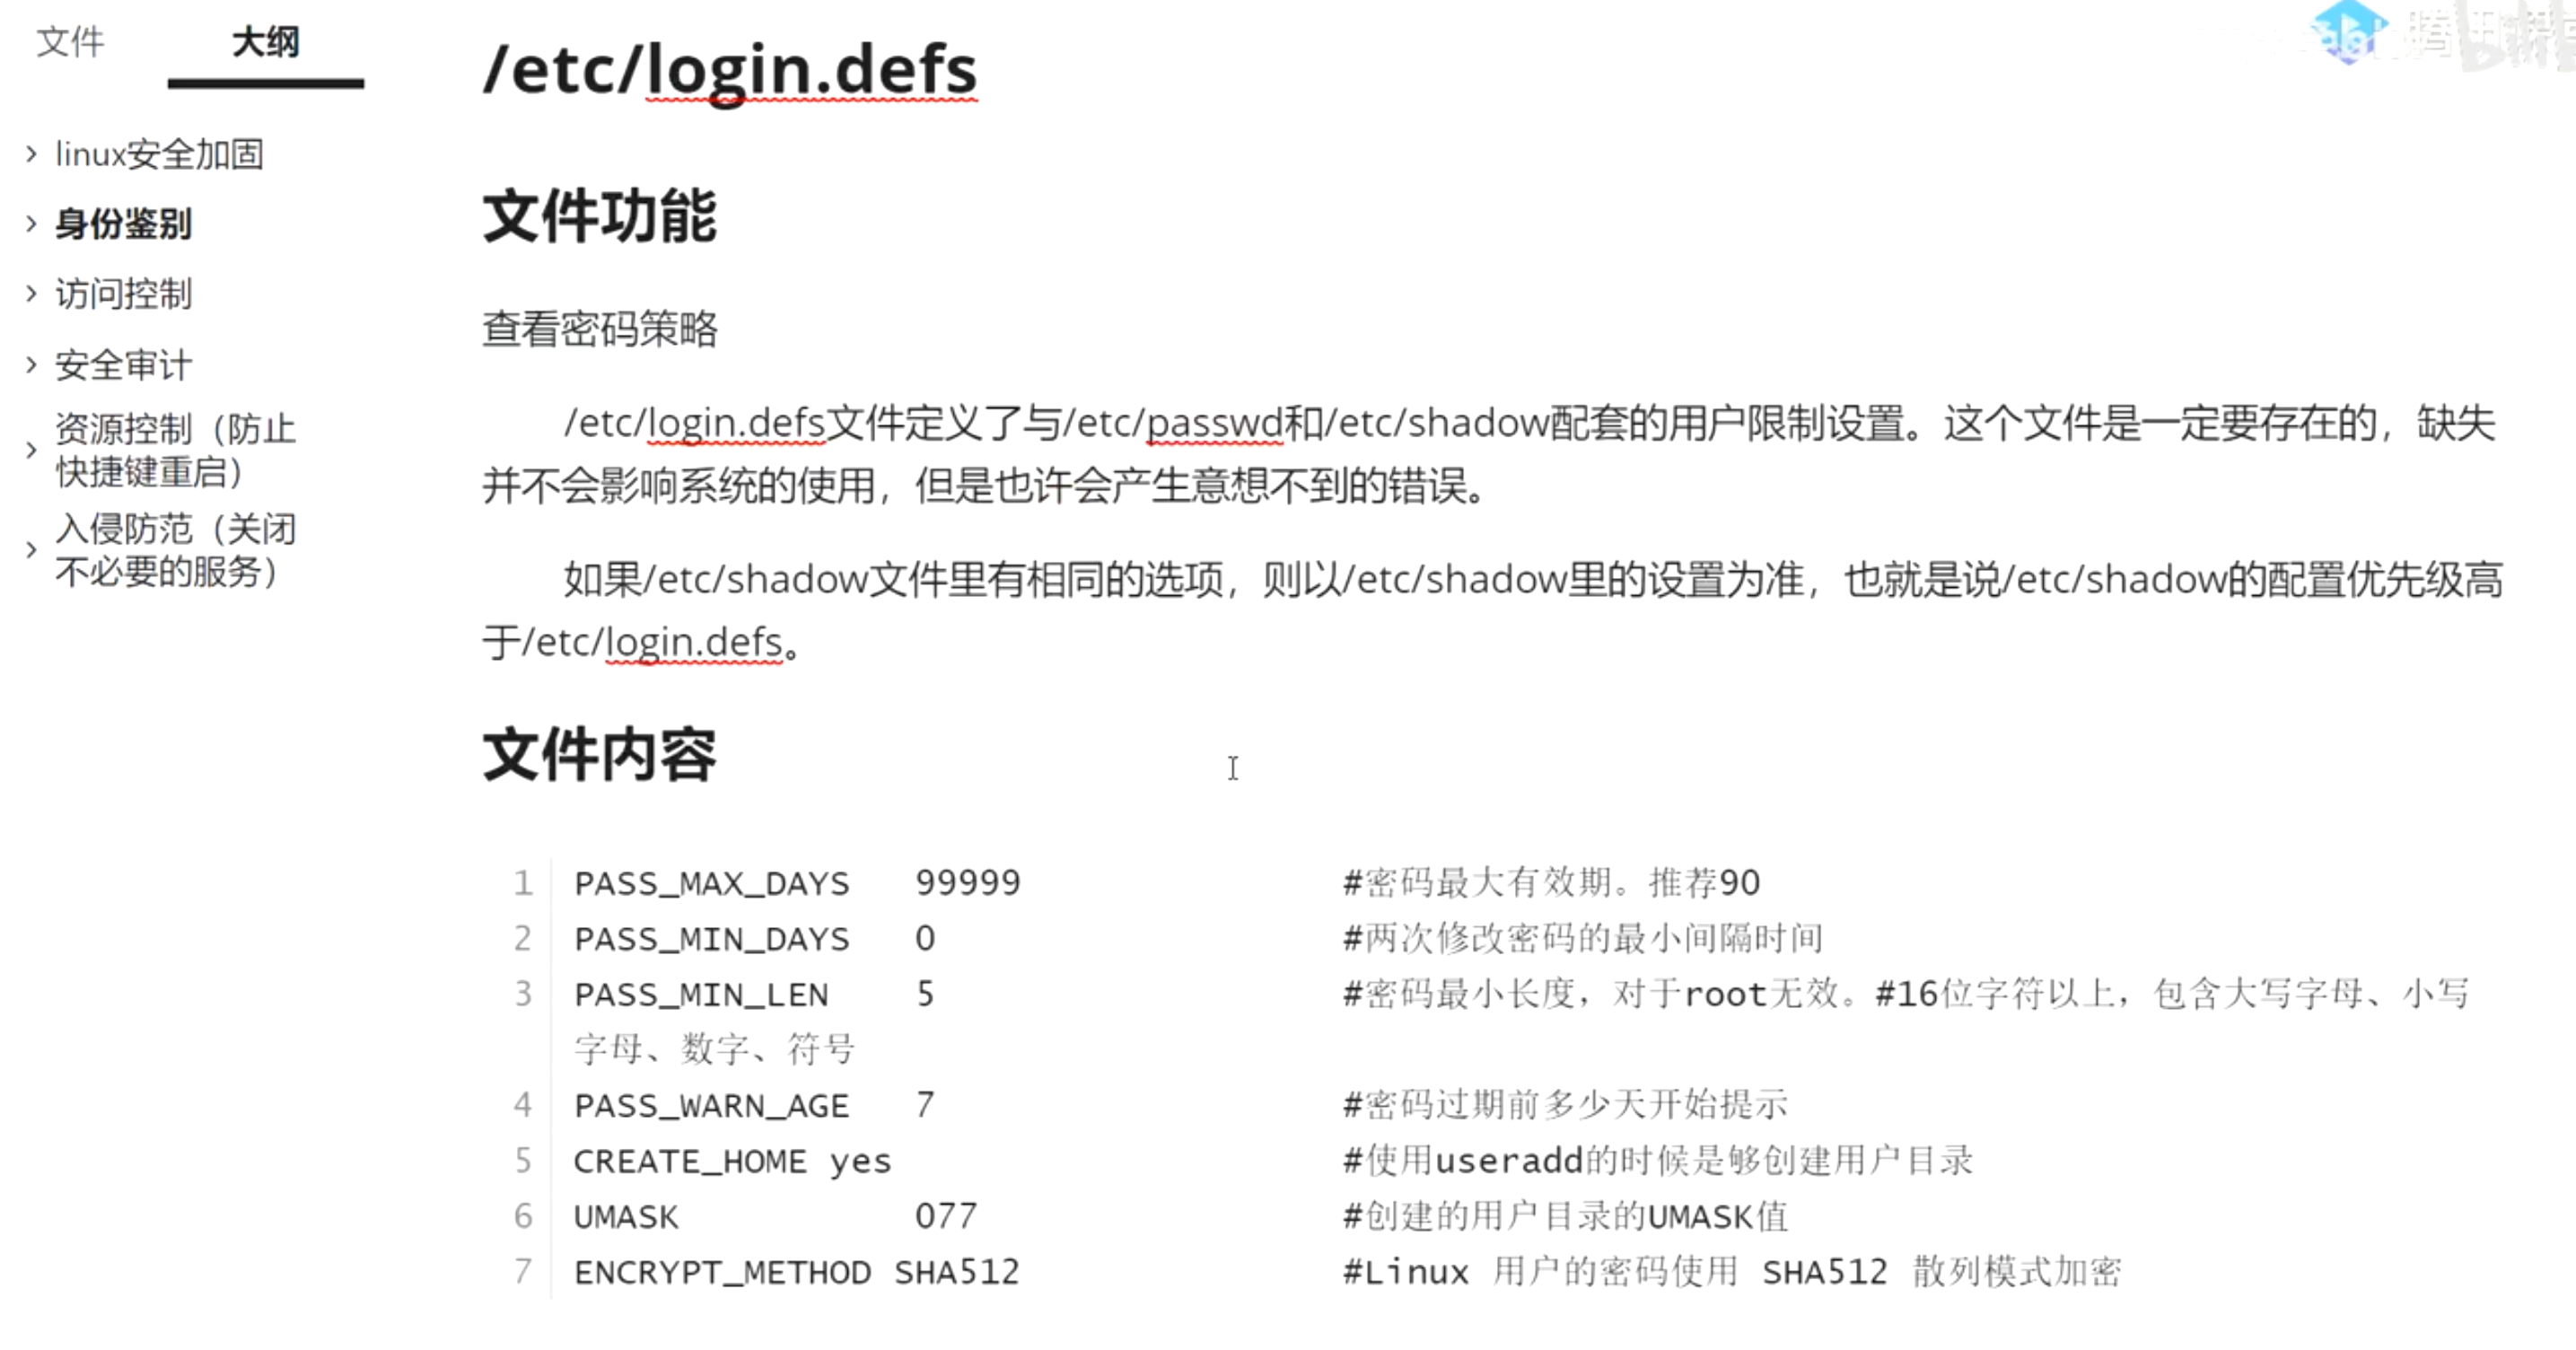 文件 大纲
linux安全加固
身份鉴别
访问控制
安全审计
资源控制（防止
快捷键重启）
入侵防范（关闭
不必要的服务）
/etc/login.defs
文件功能
查看密码策略
/etc/login.defs文件定义了与/etc/passwd和/etc/shadow配套的用户限制设置。这个文件是一定要存在的，缺失
并不会影响系统的使用，但是也许会产生意想不到的错误。
如果/etc/shadow文件里有相同的选项，则以/etc/shadow里的设置为准，也就是说/etc/shadow的配置优先级高
于/etc/login.defs。
文件内容
1 PASS_MAX_DAYS 99999 #密码最大有效期。推荐90
2 PASS_MIN_DAYS 0 #两次修改密码的最小间隔时间
3 PASS_MIN_LEN 5 #密码最小长度，对于root无效。#16位字符以上，包含大写字母、小写
字母、数字、符号
4 PASS_WARN_AGE 7 #密码过期前多少天开始提示
5 CREATE_HOME yes #使用useradd的时候是够创建用户目录
6 UMASK 077 #创建的用户目录的UMASK值
7 ENCRYPT_METHOD SHA512 #Linux 用户的密码使用 SHA512 散列模式加密